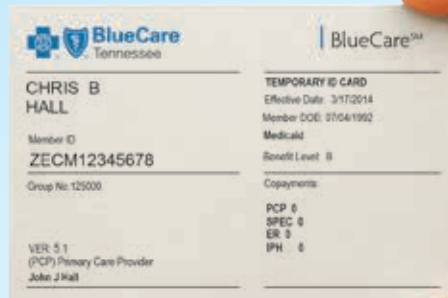 BlueCare
Tennessee
CHRIS B
HALL
Member ID
ZECM12345678
Group No: 125000
VER: 5.1
(PCP) Primary Care Provider
John J Hall
BlueCare SM
TEMPORARY ID CARD
Effective Date: 3/17/2014
Member DOB: 07/04/1992
Medicaid
Benefit Level: B
Copayments:
PCP 0
SPEC 0
ER 0
IPH 0